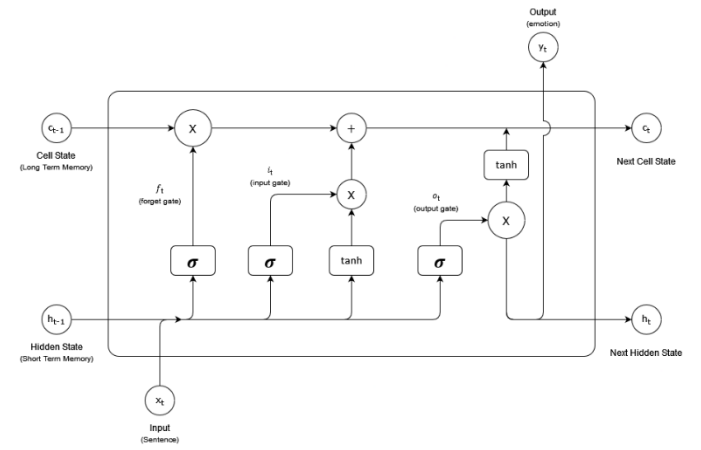 Output
(emotion)
yₜ
cₜ₋₁
X
+
cₜ
Cell State
(Long Term Memory)
Next Cell State
tanh
fₜ
(forget gate)
iₜ
(input gate)
X
oₜ
(output gate)
X
σ
σ
tanh
σ
hₜ₋₁
hₜ
Hidden State
(Short Term Memory)
Next Hidden State
xₜ
Input
(Sentence)